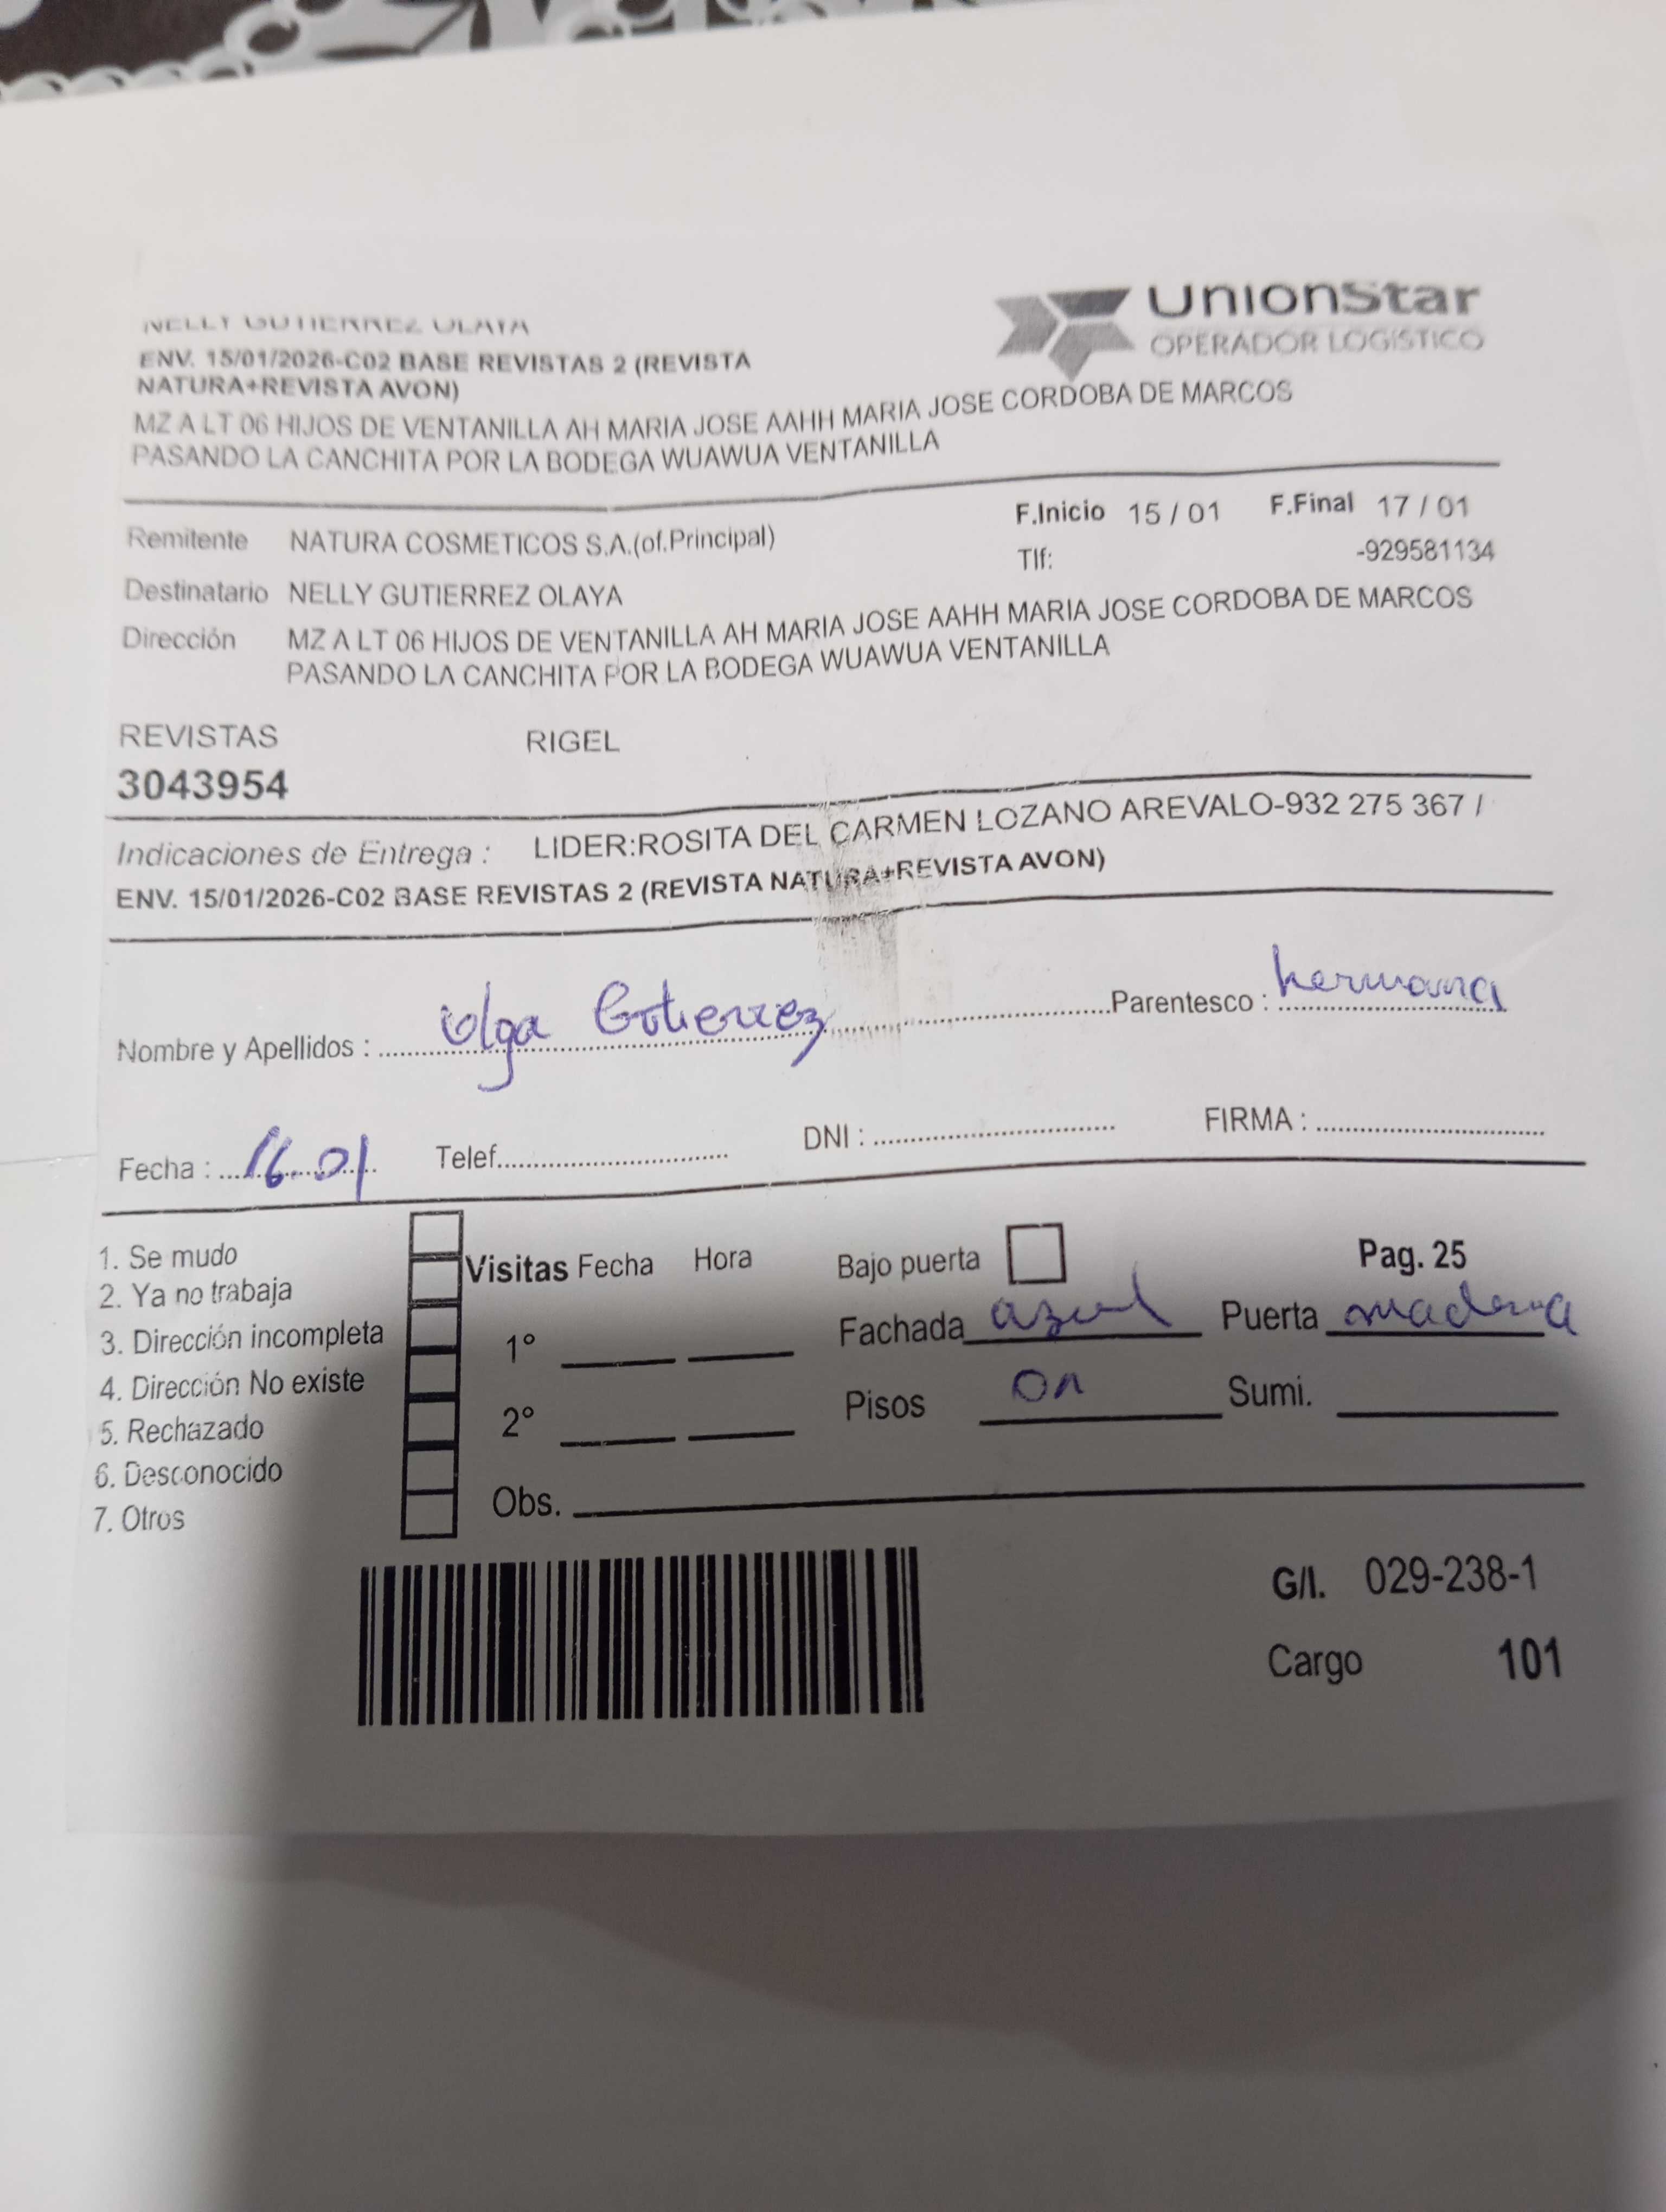 NELLY GUTIERREZ OLAYA
UnionStar
OPERADOR LOGÍSTICO
ENV. 15/01/2026-C02 BASE REVISTAS 2 (REVISTA
NATURA+REVISTA AVON)
MZ A LT 06 HIJOS DE VENTANILLA AH MARIA JOSE AAHH MARIA JOSE CORDOBA DE MARCOS
PASANDO LA CANCHITA POR LA BODEGA WUAWUA VENTANILLA
Remitente NATURA COSMETICOS S.A.(of.Principal)
F.Inicio 15 / 01 F.Final 17 / 01
Tlf: -929581134
Destinatario NELLY GUTIERREZ OLAYA
Dirección MZ A LT 06 HIJOS DE VENTANILLA AH MARIA JOSE AAHH MARIA JOSE CORDOBA DE MARCOS
PASANDO LA CANCHITA POR LA BODEGA WUAWUA VENTANILLA
REVISTAS RIGEL
3043954
Indicaciones de Entrega : LIDER:ROSITA DEL CARMEN LOZANO AREVALO-932 275 367 /
ENV. 15/01/2026-C02 BASE REVISTAS 2 (REVISTA NATURA+REVISTA AVON)
Nombre y Apellidos : olga Gutierrez Parentesco : hermana
Fecha : 16-01 Telef. DNI : FIRMA :
1. Se mudo
2. Ya no trabaja
3. Dirección incompleta
4. Dirección No existe
5. Rechazado
6. Desconocido
7. Otros
Visitas Fecha Hora
1°
2°
Obs.
Bajo puerta Pag. 25
Fachada azul Puerta madera
Pisos Sumi.
G/I. 029-238-1
Cargo 101